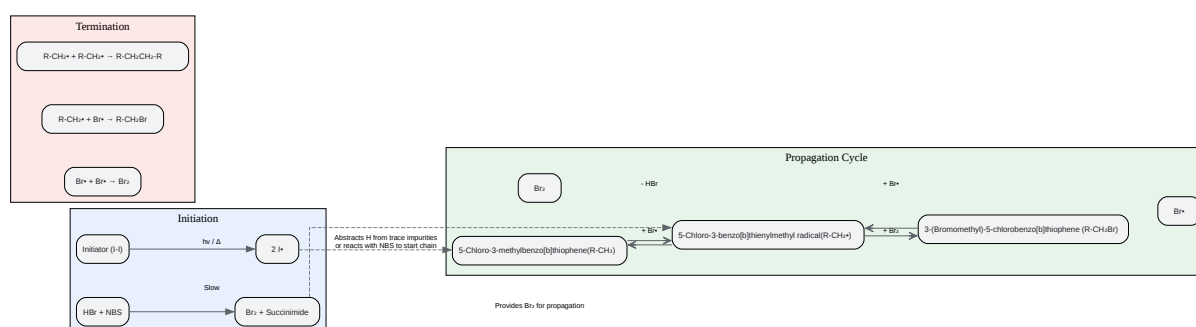 Termination
R-CH₂• + R-CH₂• → R-CH₂CH₂-R
R-CH₂• + Br• → R-CH₂Br
Br• + Br• → Br₂
Initiation
Initiator (I-I)
hν / Δ
2 I•
Slow
HBr + NBS
Br₂ + Succinimide
Abstracts H from trace impurities
or reacts with NBS to start chain
Propagation Cycle
Br₂
- HBr
+ Br•
Br•
+ Br•
5-Chloro-3-methylbenzo[b]thiophene(R-CH₃)
5-Chloro-3-benzo[b]thienylmethyl radical(R-CH₂•)
+ Br₂
3-(Bromomethyl)-5-chlorobenzo[b]thiophene (R-CH₂Br)
Provides Br₂ for propagation